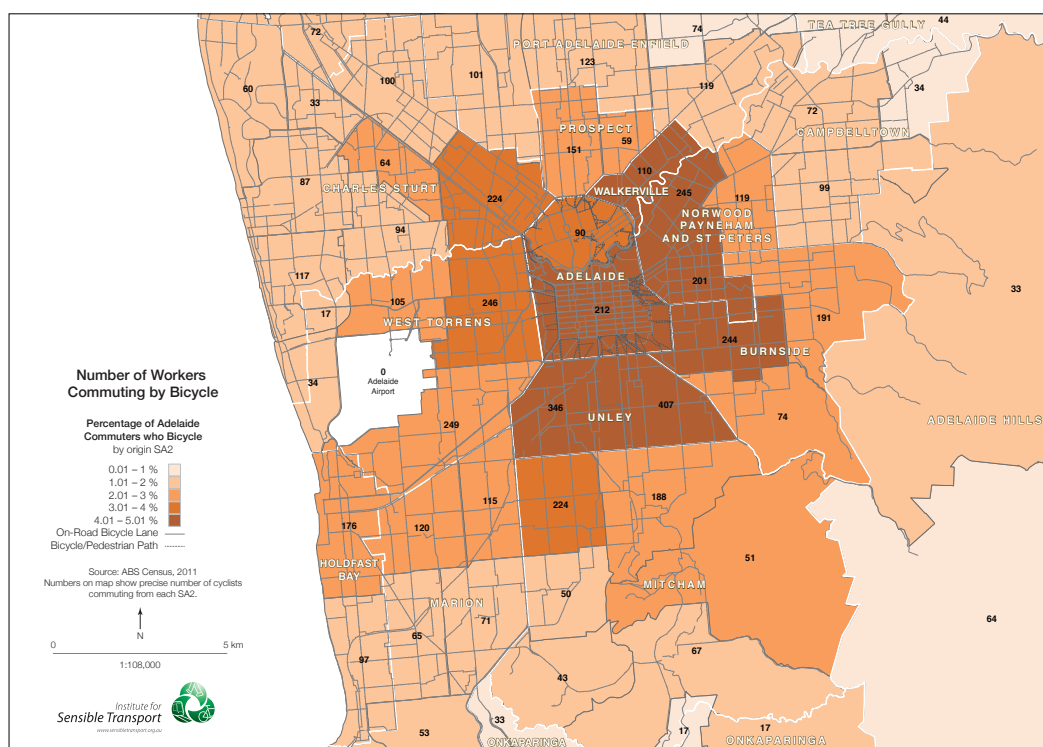 72
74
TEA TREE GULLY
44
PORT ADELAIDE ENFIELD
60
100
101
123
119
34
33
72
CAMPBELLTOWN
PROSPECT
151
59
64
87
CHARLES STURT
224
110
WALKERVILLE
245
119
99
NORWOOD
PAYNEHAM
AND ST PETERS
94
90
117
ADELAIDE
201
33
105
246
212
17
WEST TORRENS
191
244
BURNSIDE
34
0
Adelaide
Airport
346
UNLEY
407
74
ADELAIDE HILLS
249
115
224
188
176
120
51
HOLDFAST
BAY
MITCHAM
50
MARION
71
65
64
97
67
43
33
53
ONKAPARINGA
17
17
ONKAPARINGA
Number of Workers
Commuting by Bicycle
Percentage of Adelaide
Commuters who Bicycle
by origin SA2
0.01 – 1 %
1.01 – 2 %
2.01 – 3 %
3.01 – 4 %
4.01 – 5.01 %
On-Road Bicycle Lane
Bicycle/Pedestrian Path
Source: ABS Census, 2011
Numbers on map show precise number of cyclists
commuting from each SA2.
N
0 5 km
1:108,000
Institute for
Sensible Transport
www.sensibletransport.org.au